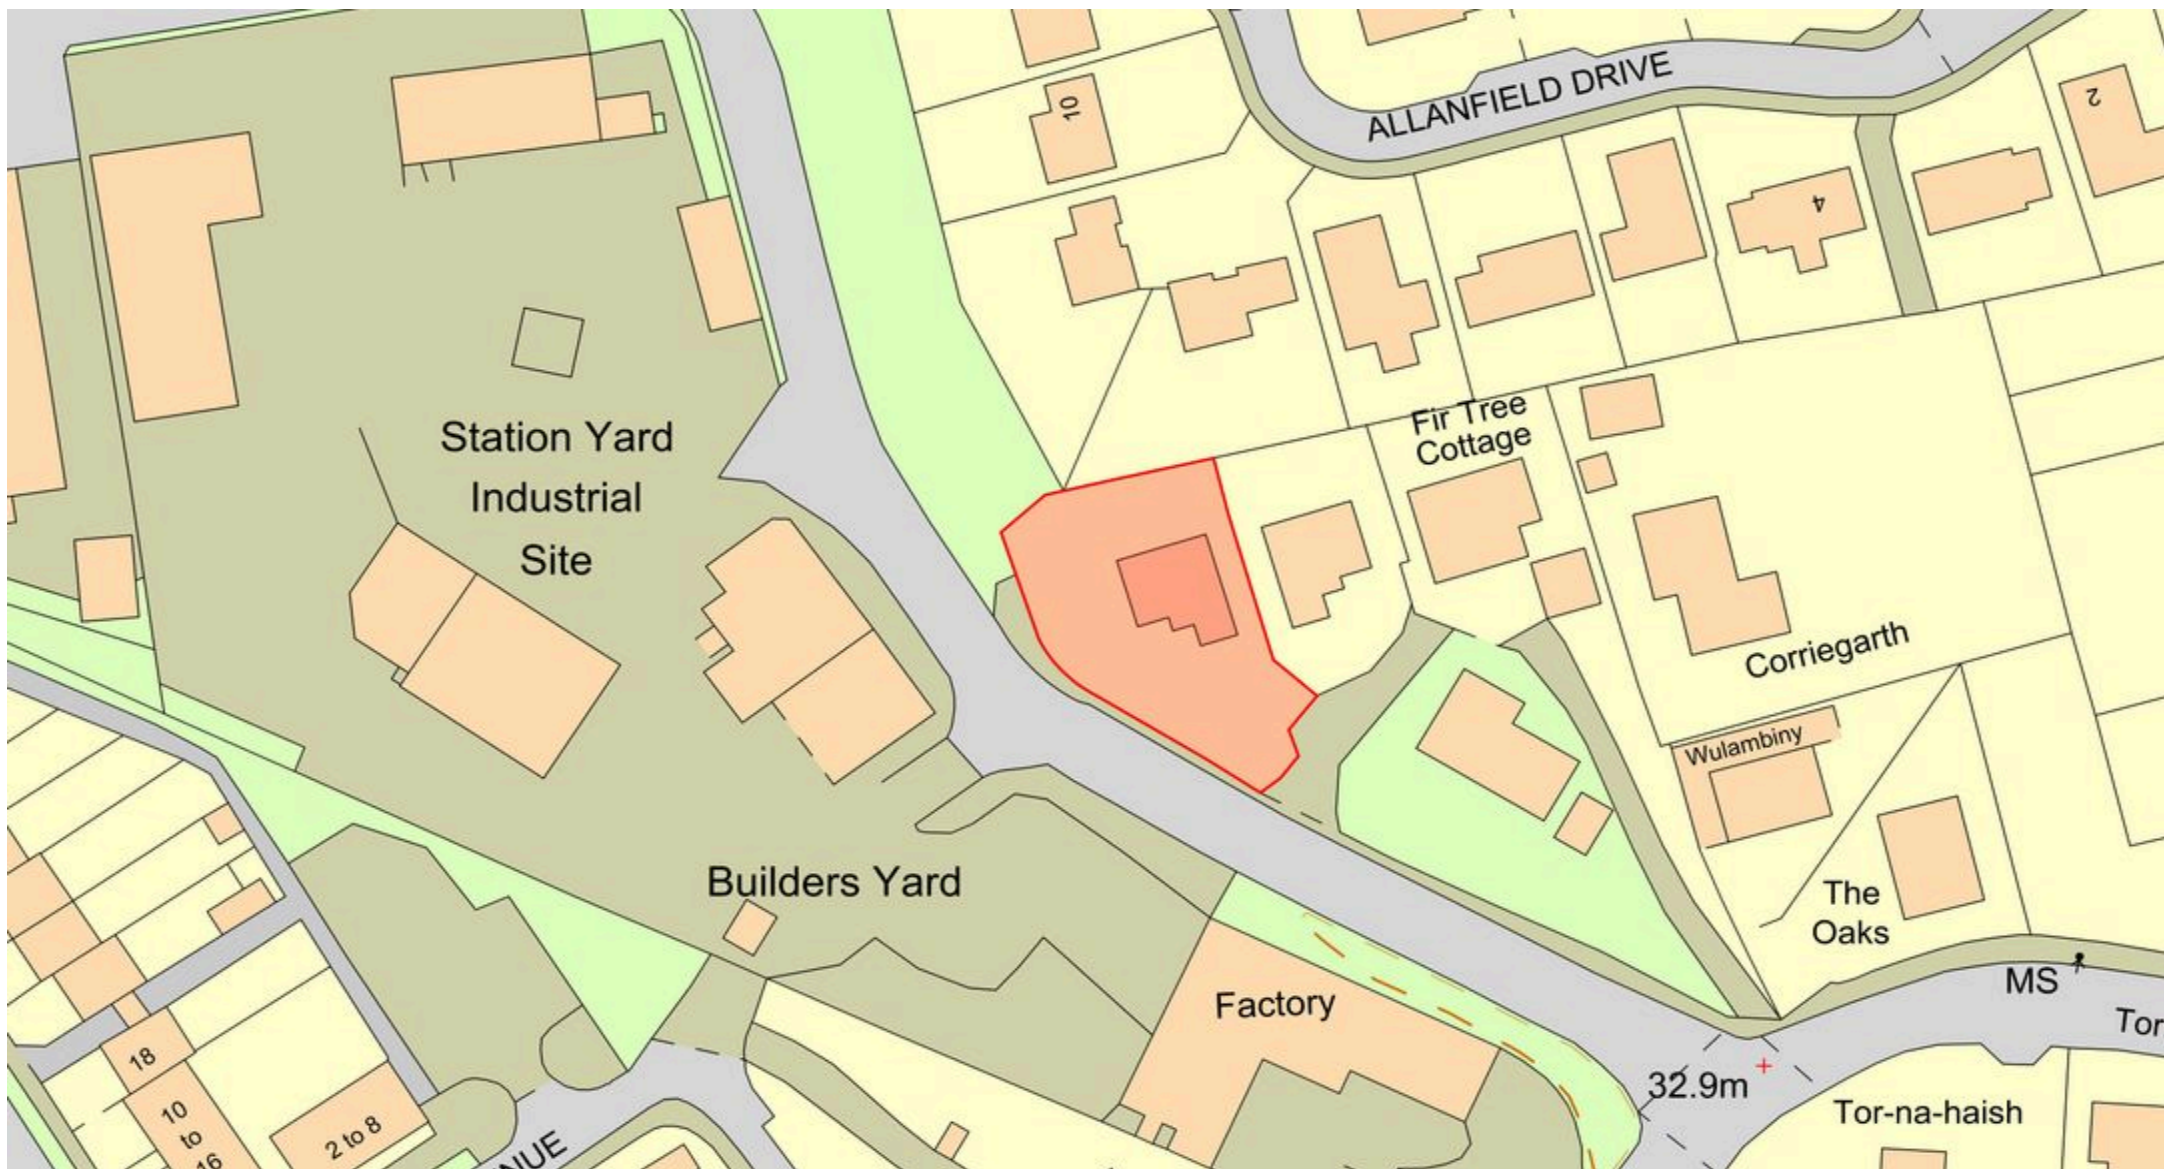 ALLANFIELD DRIVE
10
2
4
Station Yard
Industrial
Site
Fir Tree
Cottage
Corriegarth
Wulambiny
Builders Yard
The
Oaks
MS
Factory
Tor
32.9m
Tor-na-haish
18
10
to
16
2 to 8
NUE